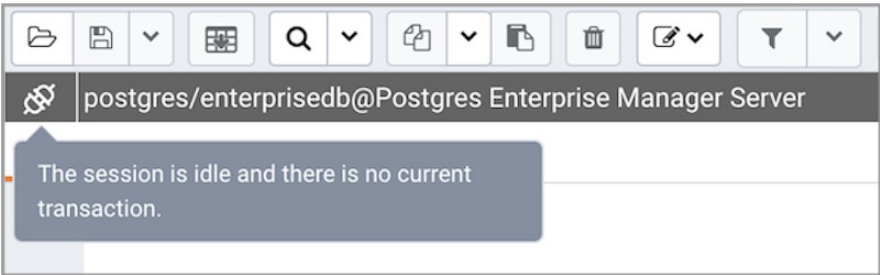 postgres/enterprisedb@Postgres Enterprise Manager Server
The session is idle and there is no current
transaction.